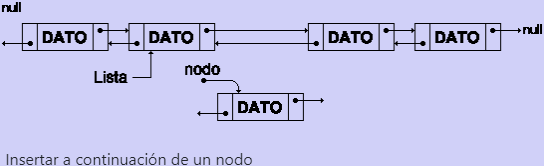 null
DATO DATO DATO DATO null
Lista
nodo
DATO
Insertar a continuación de un nodo